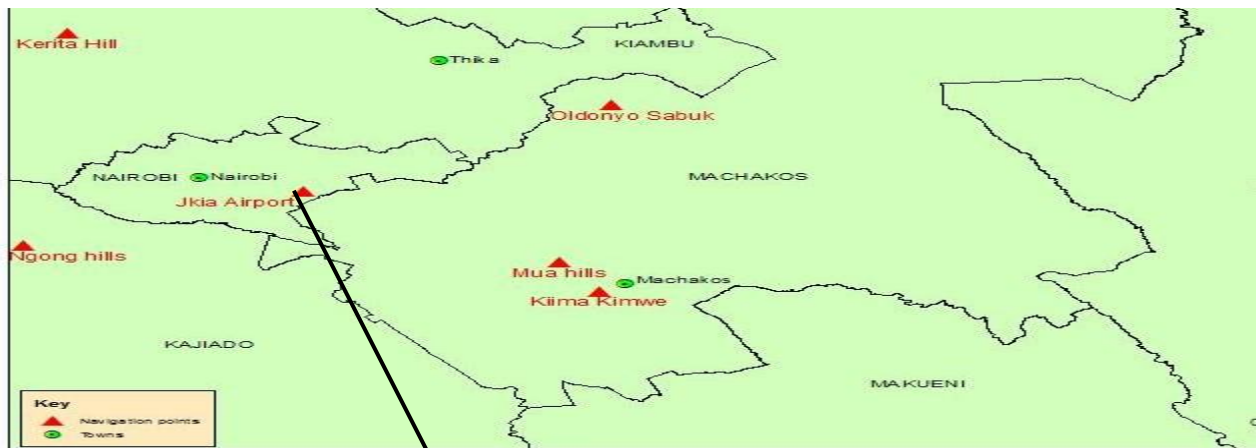 Kerita Hill
KIAMBU
Thika
Oldonyo Sabuk
NAIROBI
Nairobi
MACHAKOS
Jkia Airport
Ngong hills
Mua hills
Machakos
Kiima Kimwe
KAJIADO
MAKUENI
Key
Navigation points
Towns